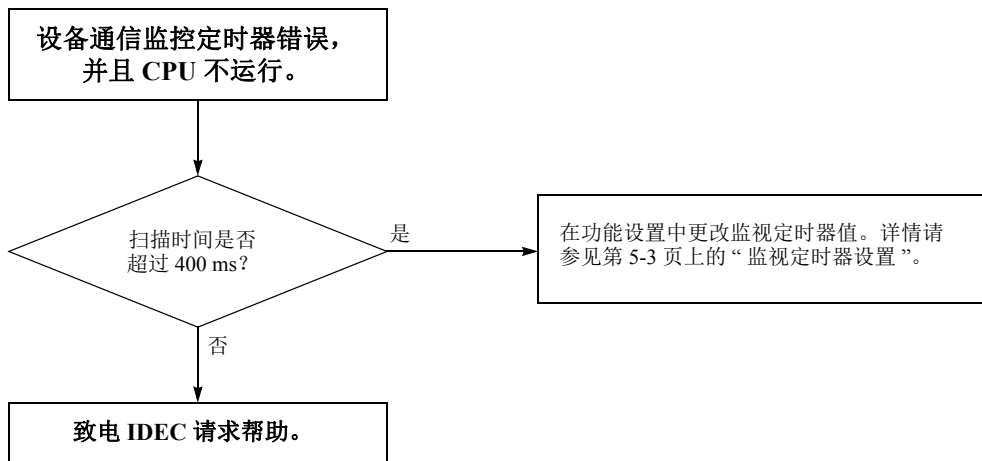 设备通信监控定时器错误，
并且 CPU 不运行。
扫描时间是否
超过 400 ms？
是
在功能设置中更改监视定时器值。详情请
参见第 5-3 页上的 “ 监视定时器设置 ”。
否
致电 IDEC 请求帮助。